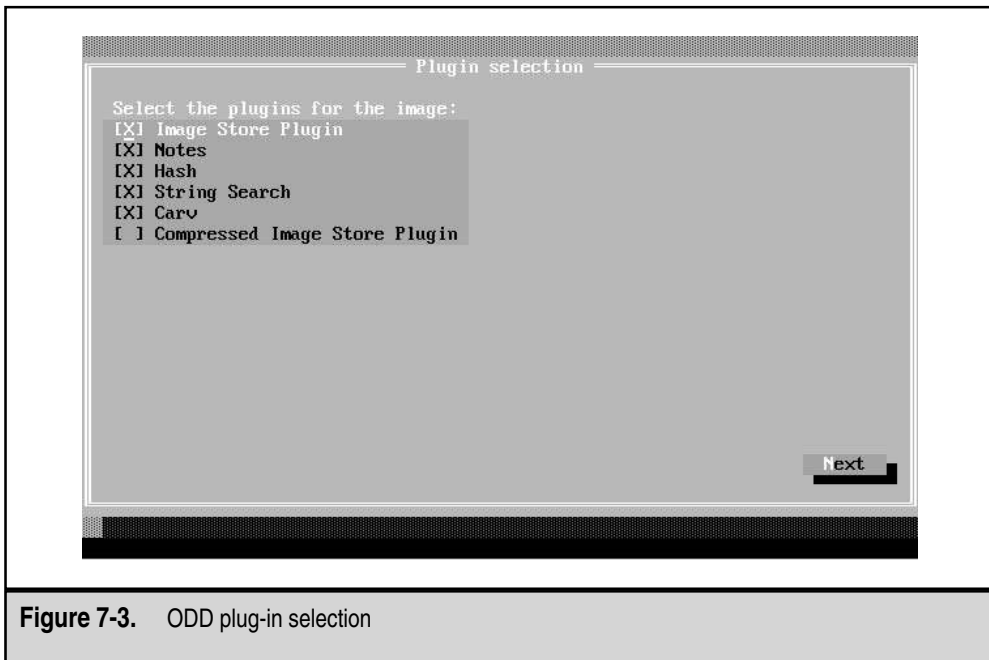 Plugin selection
Select the plugins for the image:
[X] Image Store Plugin
[X] Notes
[X] Hash
[X] String Search
[X] Carv
[ ] Compressed Image Store Plugin
Next
Figure 7-3. ODD plug-in selection